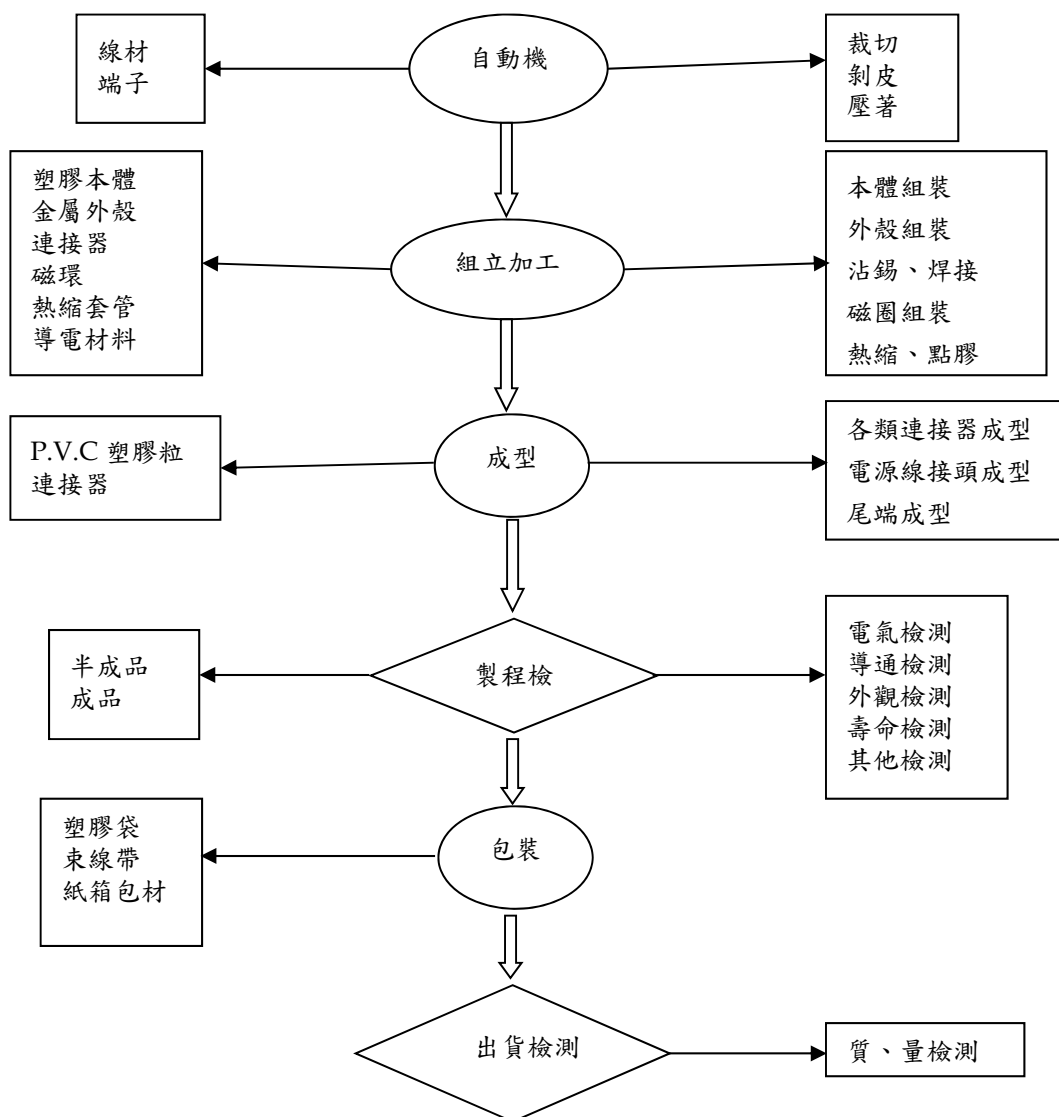 線材
端子
自動機
裁切
剝皮
壓著
塑膠本體
金屬外殼
連接器
磁環
熱縮套管
導電材料
組立加工
本體組裝
外殼組裝
沾錫、焊接
磁圈組裝
熱縮、點膠
P.V.C 塑膠粒
連接器
成型
各類連接器成型
電源線接頭成型
尾端成型
半成品
成品
製程檢
電氣檢測
導通檢測
外觀檢測
壽命檢測
其他檢測
塑膠袋
束線帶
紙箱包材
包裝
出貨檢測
質、量檢測